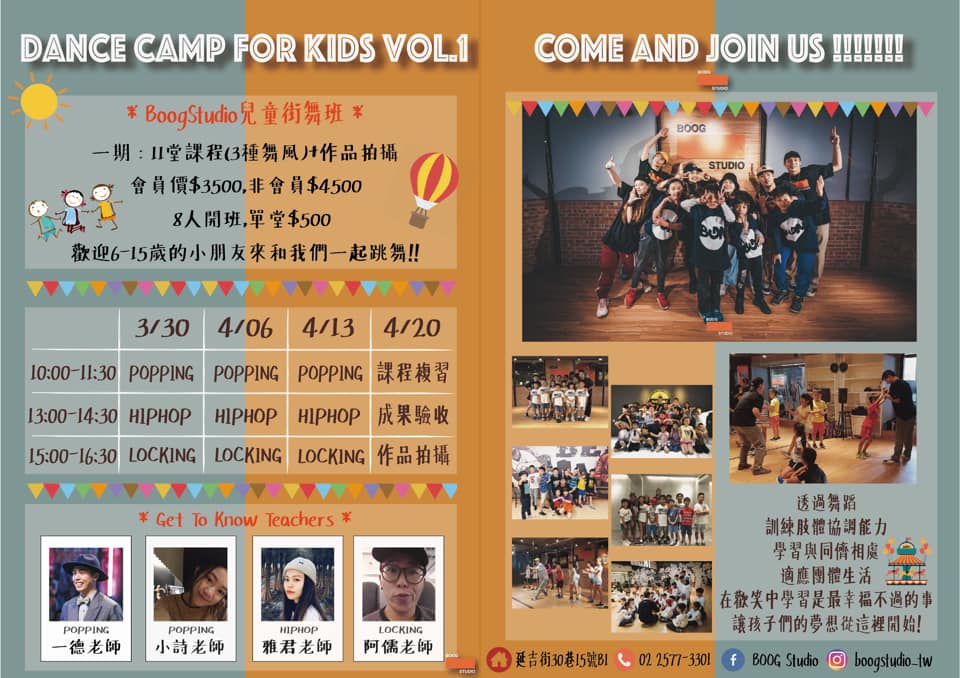 DANCE CAMP FOR KIDS VOL.1
* BoogStudio兒童街舞班 *
一期：11堂課程(3種舞風)+作品拍攝
會員價$3500,非會員$4500
8人開班,單堂$500
歡迎6-15歲的小朋友來和我們一起跳舞!!
3/30 4/06 4/13 4/20
10:00-11:30 POPPING POPPING POPPING 課程複習
13:00-14:30 HIPHOP HIPHOP HIPHOP 成果驗收
15:00-16:30 LOCKING LOCKING LOCKING 作品拍攝
* Get To Know Teachers *
POPPING POPPING HIPHOP LOCKING
一德老師 小詩老師 雅君老師 阿儒老師
BOOG
STUDIO
COME AND JOIN US !!!!!!!
BOOG
STUDIO
BOOG
STUDIO
BOOG
STUDIO
透過舞蹈
訓練肢體協調能力
學習與同儕相處
適應團體生活
在歡笑中學習是最幸福不過的事
讓孩子們的夢想從這裡開始!
延吉街30巷15號B1 02 2577-3301 BOOG Studio boogstudio_tw